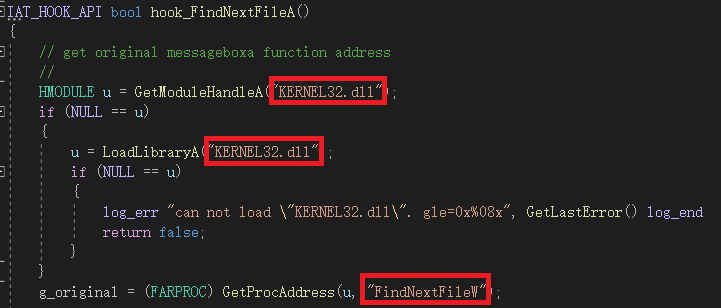 IAT_HOOK_API bool hook_FindNextFileA()
{
// get original messageboxa function address
//
HMODULE u = GetModuleHandleA("KERNEL32.dll");
if (NULL == u)
{
u = LoadLibraryA("KERNEL32.dll" ;
if (NULL == u)
{
log_err "can not load \"KERNEL32.dll\". gle=0x%08x", GetLastError() log_end
return false;
}
}
g_original = (FARPROC) GetProcAddress(u, "FindNextFileW");